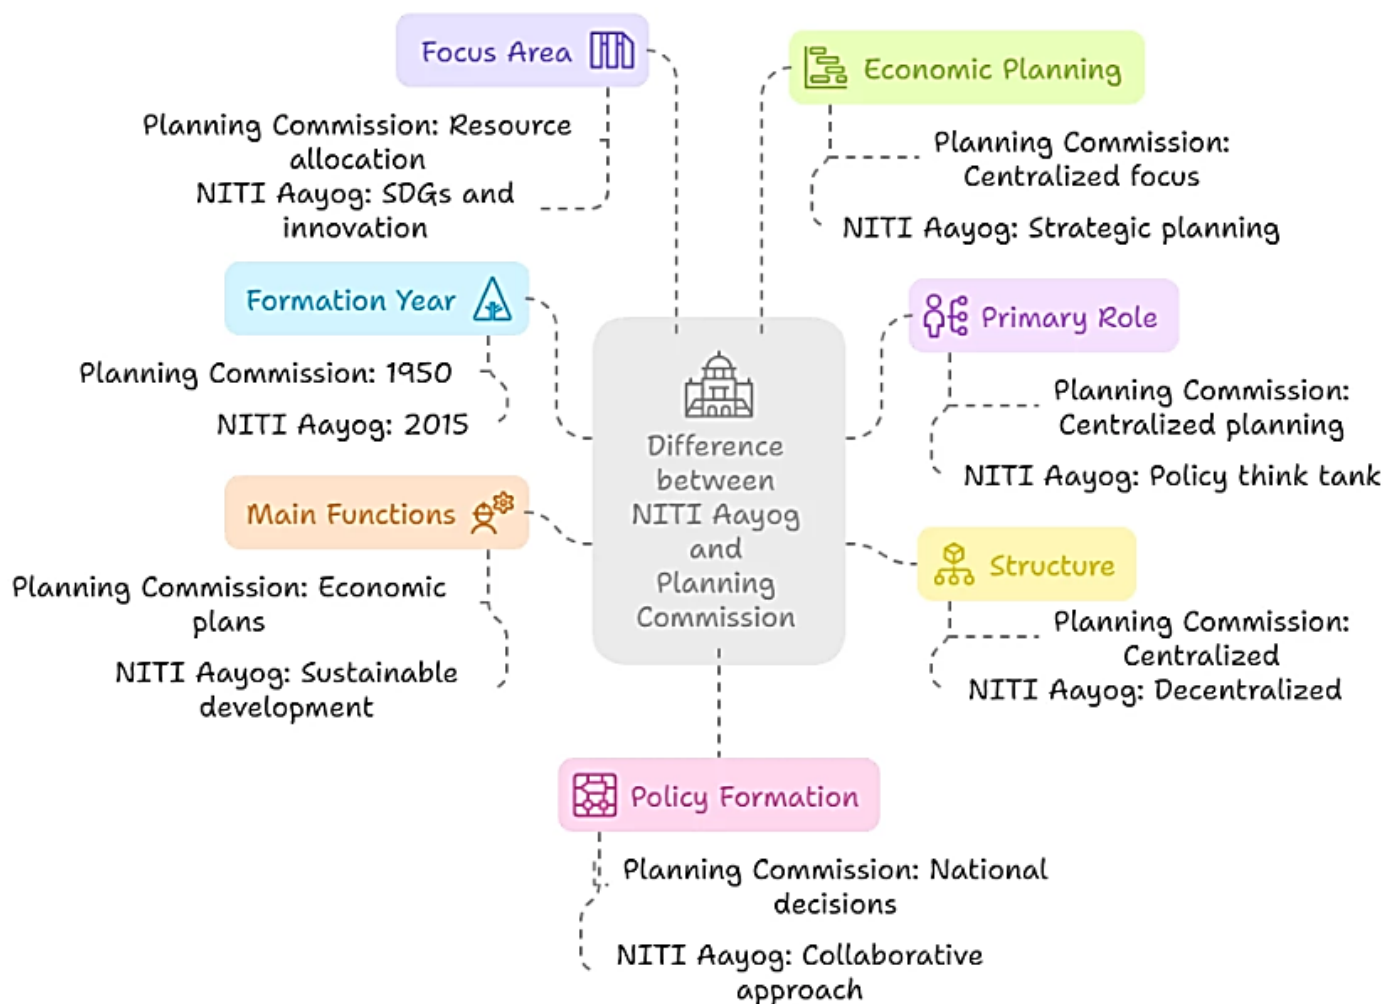 Focus Area
Planning Commission: Resource
allocation
NITI Aayog: SDGs and
innovation
Economic Planning
Planning Commission:
Centralized focus
NITI Aayog: Strategic planning
Formation Year
Planning Commission: 1950
NITI Aayog: 2015
Primary Role
Planning Commission:
Centralized planning
NITI Aayog: Policy think tank
Difference
between
NITI Aayog
and
Planning
Commission
Main Functions
Planning Commission: Economic
plans
NITI Aayog: Sustainable
development
Structure
Planning Commission:
Centralized
NITI Aayog: Decentralized
Policy Formation
Planning Commission: National
decisions
NITI Aayog: Collaborative
approach